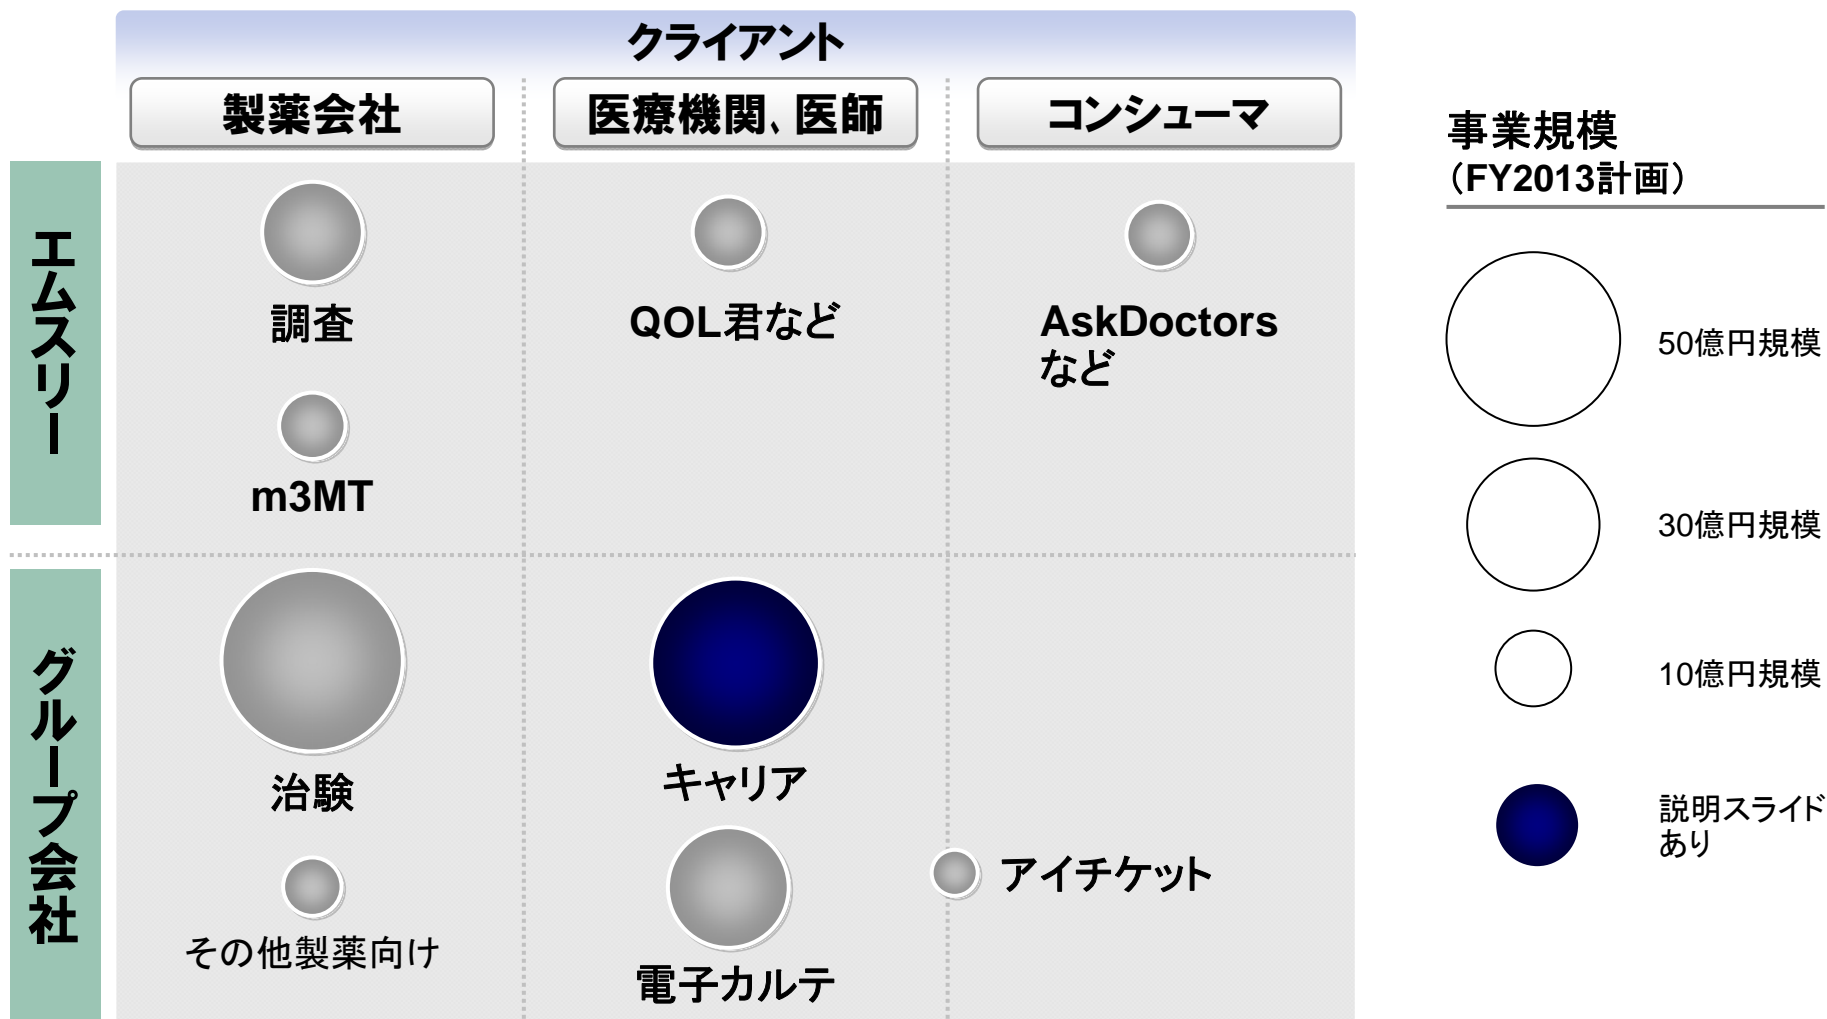 クライアント
製薬会社
医療機関、医師
コンシューマ
エムスリー
調査
QOL君など
AskDoctors
など
m3MT
グループ会社
治験
キャリア
その他製薬向け
電子カルテ
アイチケット
事業規模
（FY2013計画）
50億円規模
30億円規模
10億円規模
説明スライド
あり